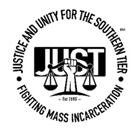 JUSTICE AND UNITY FOR THE SOUTHERN TIER
JUST
~ Est 2015 ~
FIGHTING MASS INCARCERATION